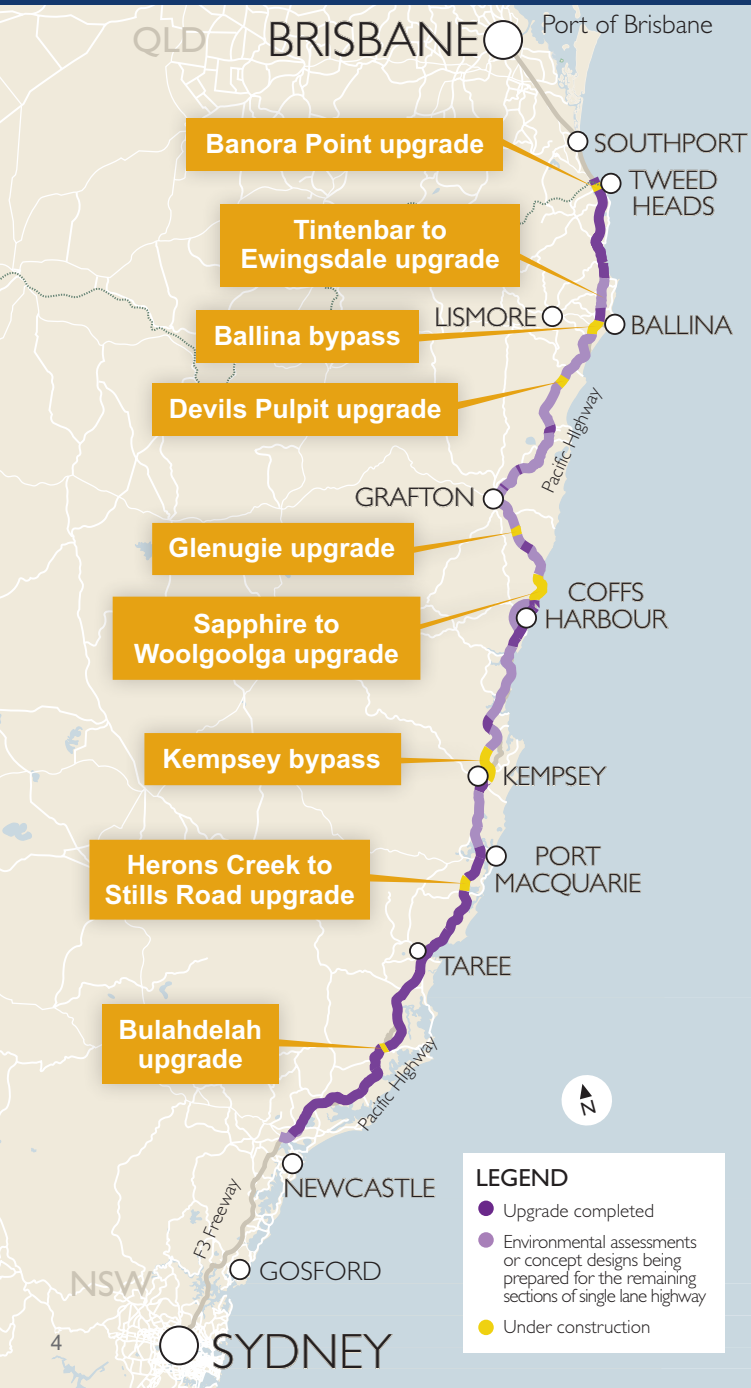 QLD
BRISBANE
Port of Brisbane
Banora Point upgrade
SOUTHPORT
TWEED
HEADS
Tintenbar to
Ewingsdale upgrade
LISMORE
BALLINA
Ballina bypass
Devils Pulpit upgrade
Pacific HIghway
GRAFTON
Glenugie upgrade
COFFS
HARBOUR
Sapphire to
Woolgoolga upgrade
Kempsey bypass
KEMPSEY
Herons Creek to
Stills Road upgrade
PORT
MACQUARIE
TAREE
Bulahdelah
upgrade
Pacific HIghway
N
NEWCASTLE
F3 Freeway
GOSFORD
NSW
SYDNEY
LEGEND
Upgrade completed
Environmental assessments
or concept designs being
prepared for the remaining
sections of single lane highway
Under construction
4